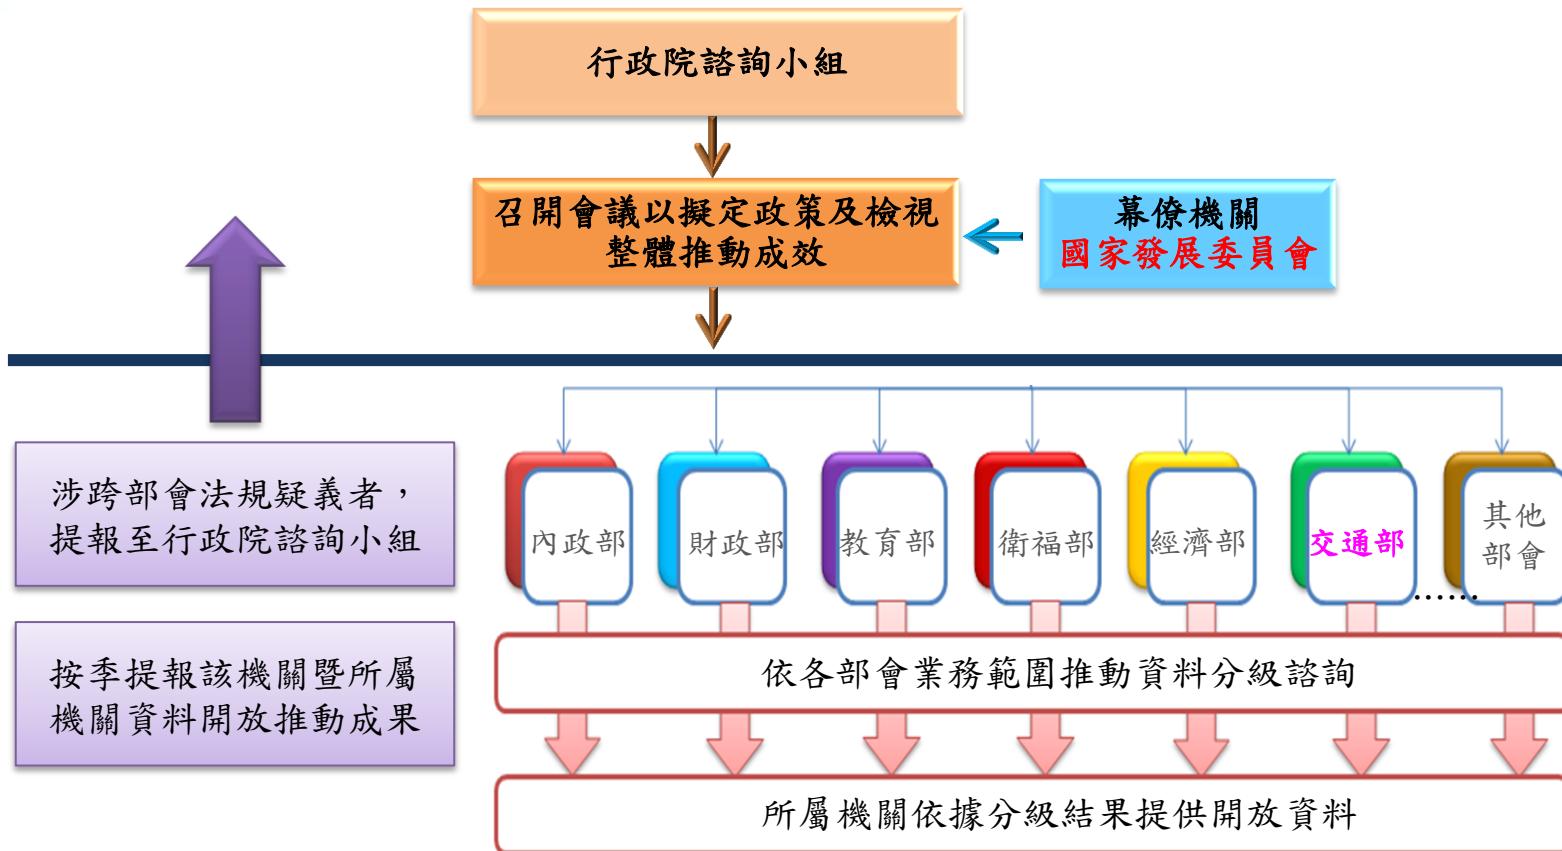 行政院諮詢小組
召開會議以擬定政策及檢視
整體推動成效
幕僚機關
國家發展委員會
涉跨部會法規疑義者，
提報至行政院諮詢小組
按季提報該機關暨所屬
機關資料開放推動成果
內政部
財政部
教育部
衛福部
經濟部
交通部
......
其他
部會
依各部會業務範圍推動資料分級諮詢
所屬機關依據分級結果提供開放資料